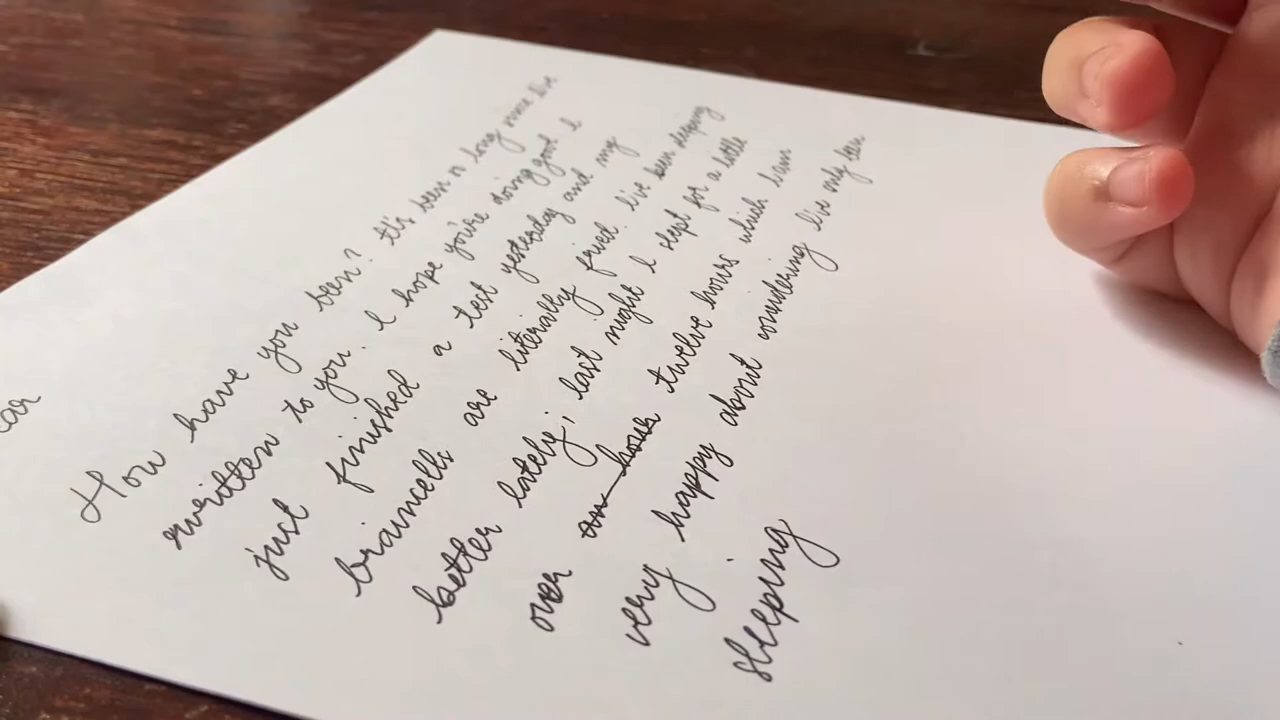 ear
How have you been? It's been a long time I've
written to you. I hope you're doing good I
just finished a test yesterday and my
braincells are literally fried. I've been sleeping
better lately; last night I slept for a little
over an hour twelve hours which I am
very happy about considering I've only been
sleeping